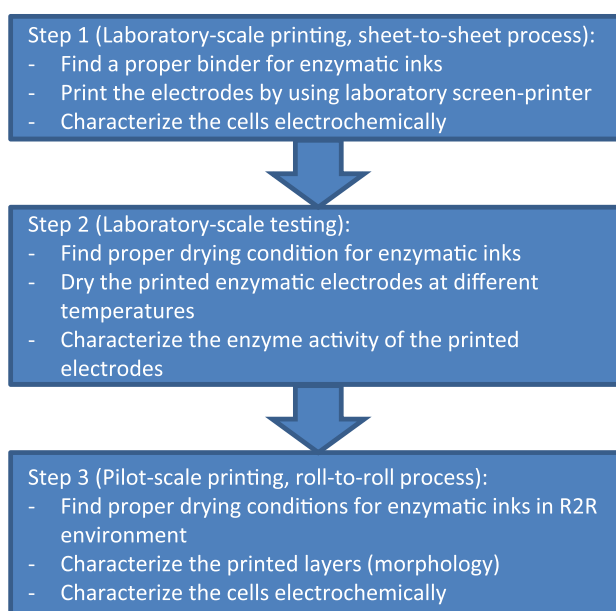 Step 1 (Laboratory-scale printing, sheet-to-sheet process):
- Find a proper binder for enzymatic inks
- Print the electrodes by using laboratory screen-printer
- Characterize the cells electrochemically
Step 2 (Laboratory-scale testing):
- Find proper drying condition for enzymatic inks
- Dry the printed enzymatic electrodes at different
temperatures
- Characterize the enzyme activity of the printed
electrodes
Step 3 (Pilot-scale printing, roll-to-roll process):
- Find proper drying conditions for enzymatic inks in R2R
environment
- Characterize the printed layers (morphology)
- Characterize the cells electrochemically